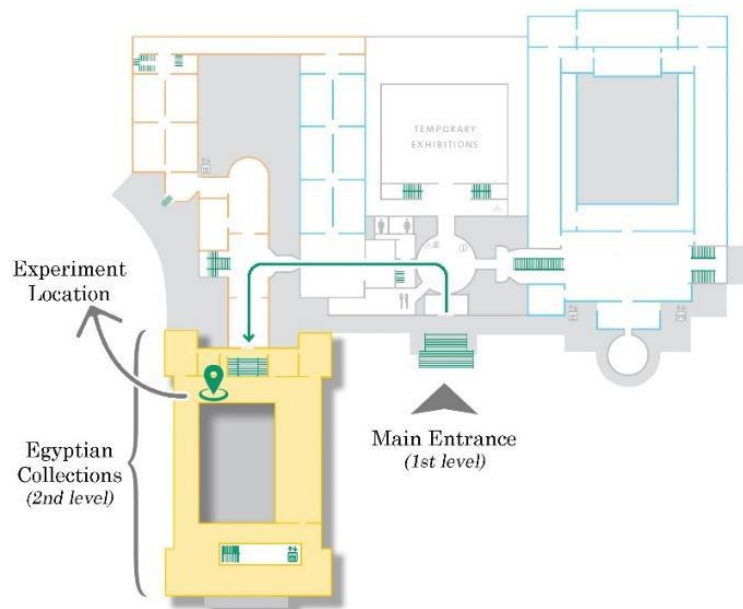 TEMPORARY
EXHIBITIONS
Experiment
Location
Main Entrance
(1st level)
Egyptian
Collections
(2nd level)